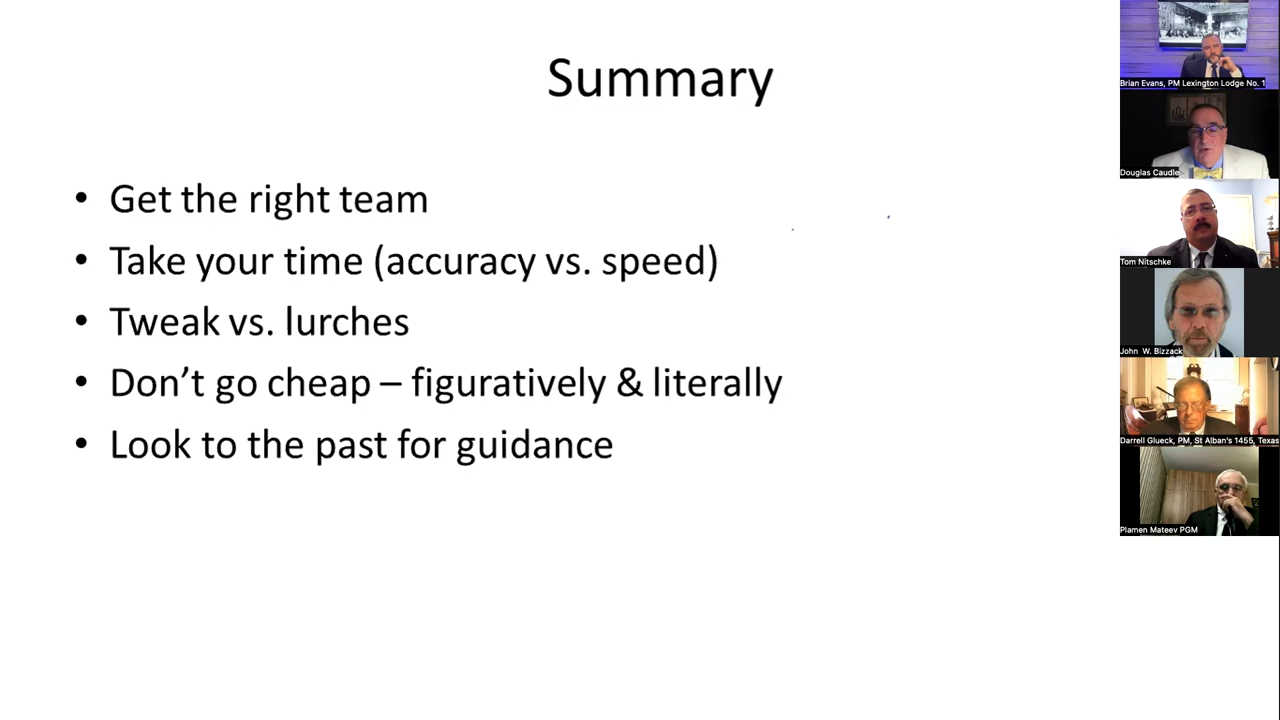 Summary
• Get the right team
• Take your time (accuracy vs. speed)
• Tweak vs. lurches
• Don’t go cheap – figuratively & literally
• Look to the past for guidance
Brian Evans, PM Lexington Lodge No. 1
Douglas Caudle
Tom Nitschke
John W. Bizzack
Darrell Glueck, PM, St Alban's 1455, Texas
Plamen Mateev PGM